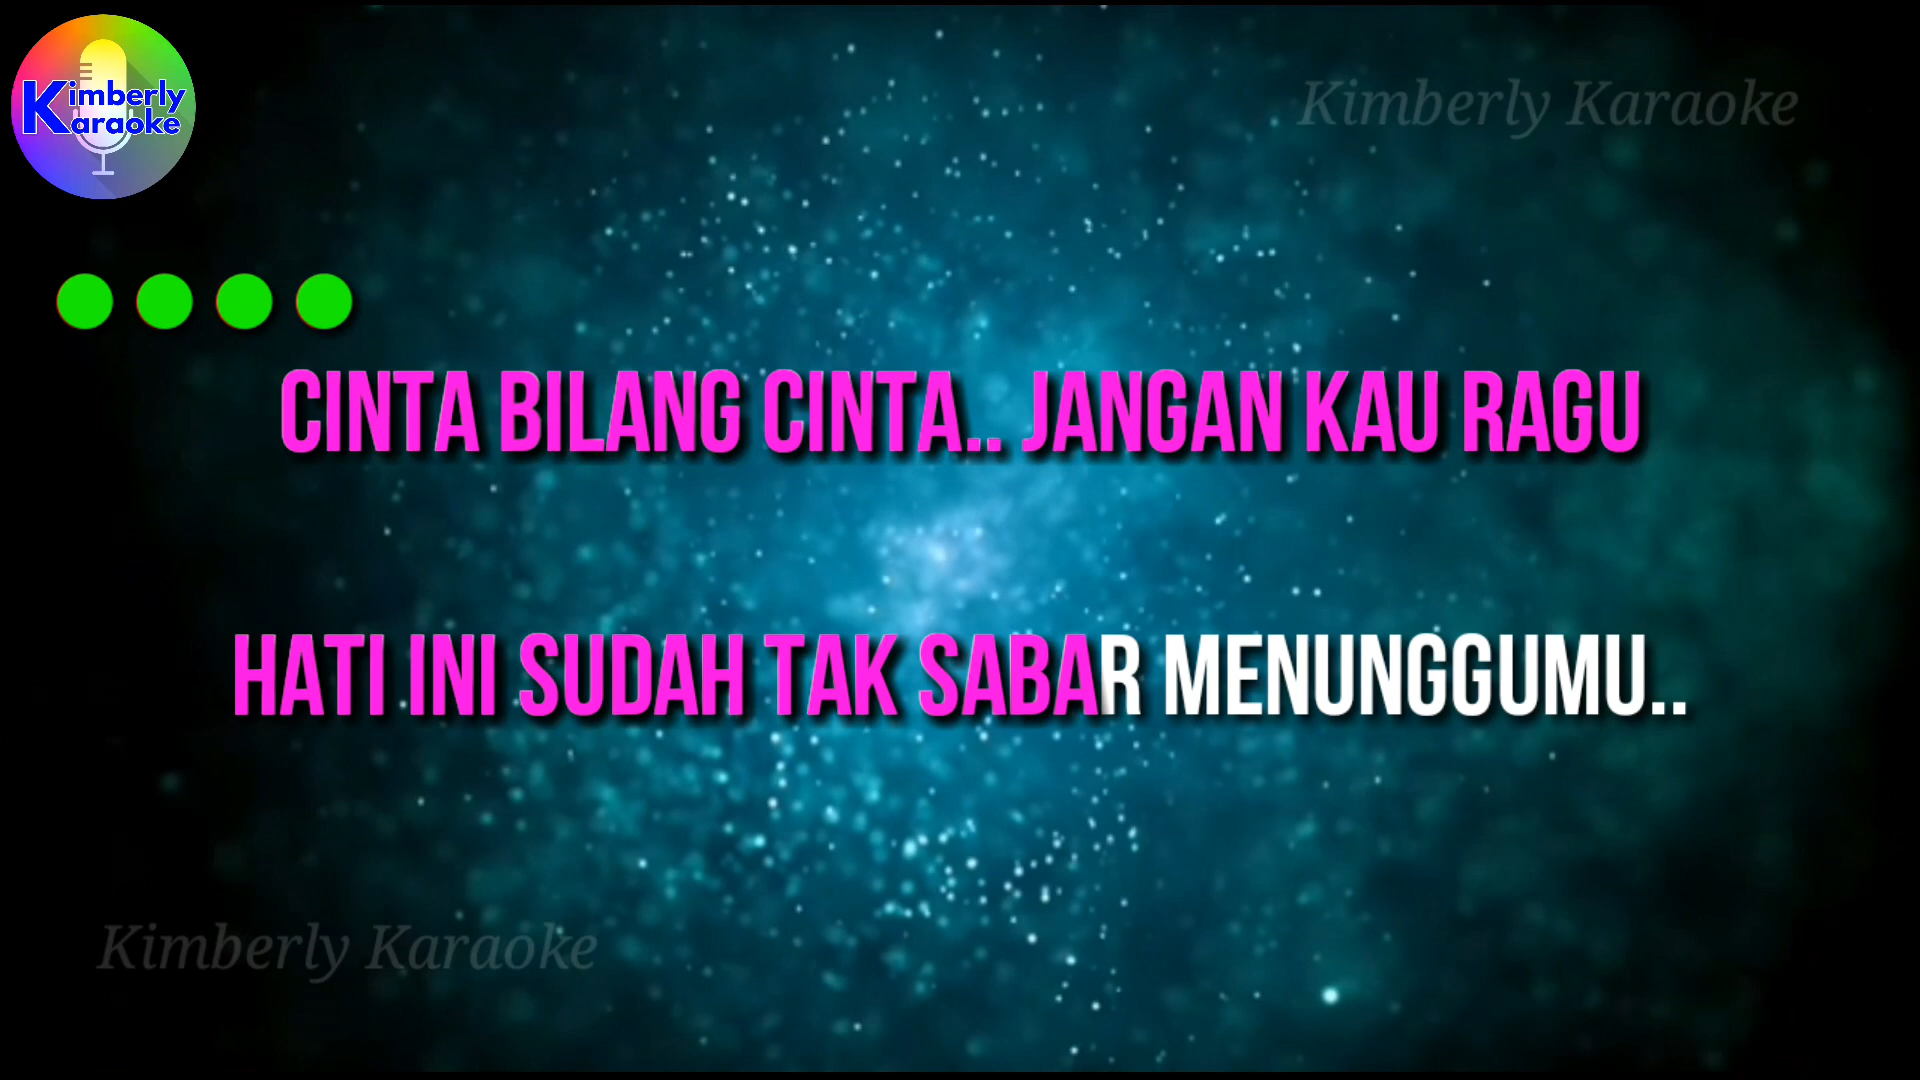 Kimberly
Karaoke
Kimberly Karaoke
CINTA BILANG CINTA.. JANGAN KAU RAGU
HATI INI SUDAH TAK SABAR MENUNGGUMU..
Kimberly Karaoke